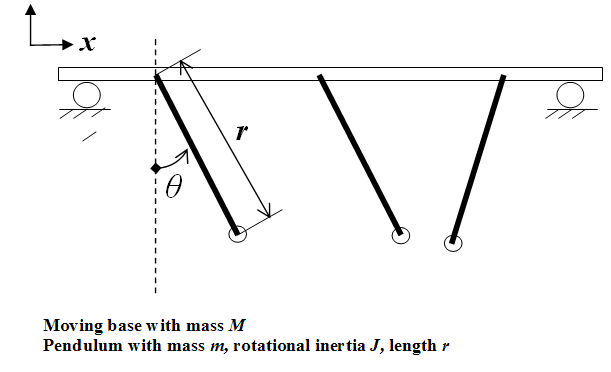 x
r
θ
Moving base with mass M
Pendulum with mass m, rotational inertia J, length r